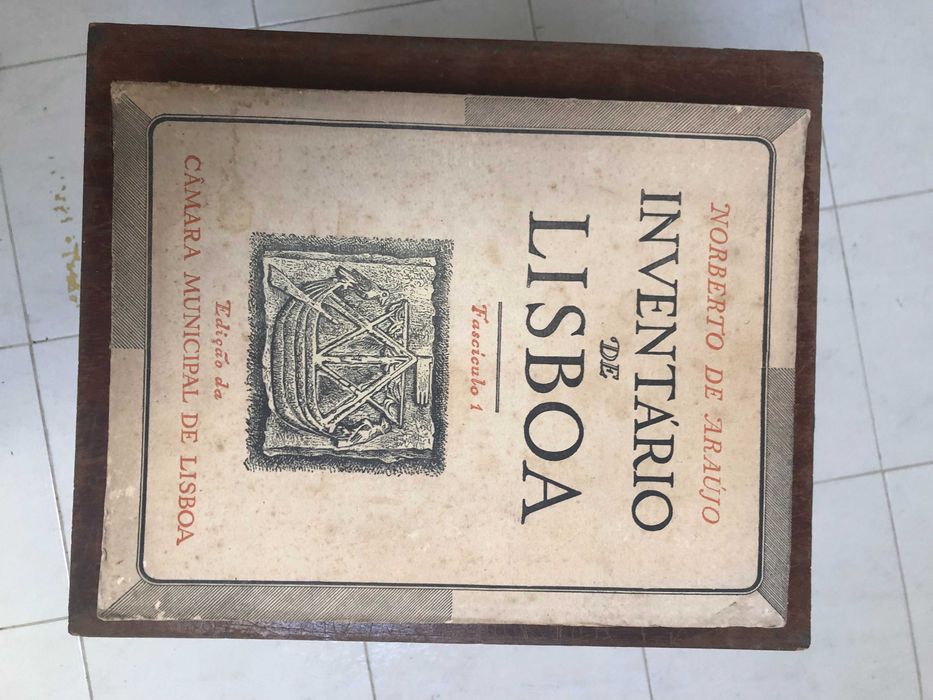 NORBERTO DE ARAÚJO
INVENTÁRIO
DE
LISBOA
Fascículo 1
Edição da
CÂMARA MUNICIPAL DE LISBOA